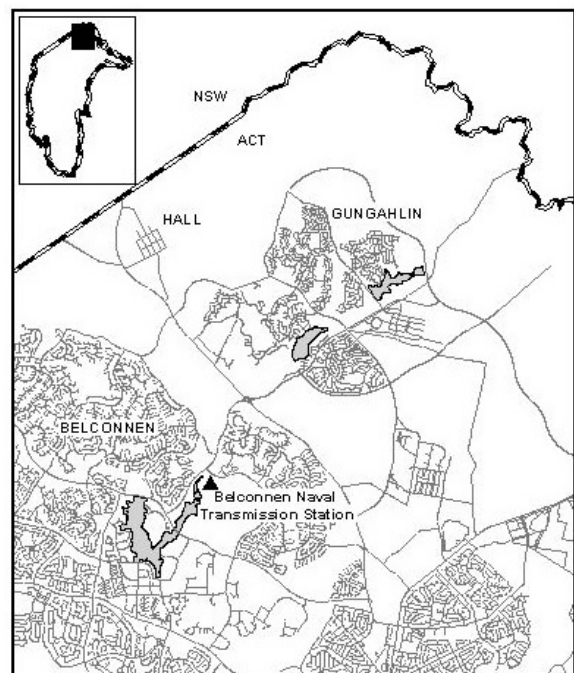 NSW
ACT
HALL
GUNGAHLIN
BELCONNEN
Belconnen Naval
Transmission Station